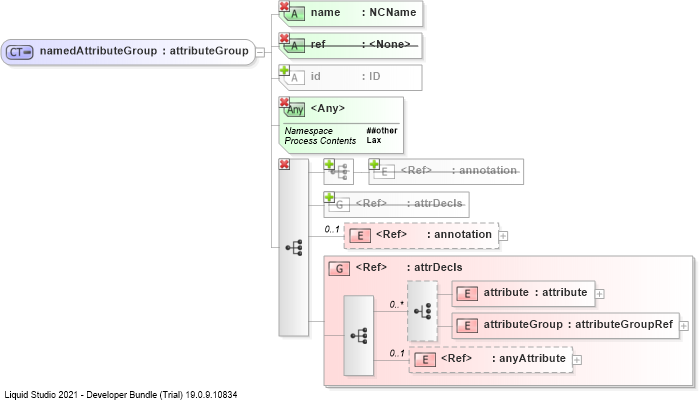 A name : NCName
CT namedAttributeGroup : attributeGroup
A ref : <None>
A id : ID
Any <Any>
Namespace ##other
Process Contents Lax
E <Ref> : annotation
G <Ref> : attrDecls
0..1 E <Ref> : annotation
G <Ref> : attrDecls
E attribute : attribute
0..*
E attributeGroup : attributeGroupRef
0..1 E <Ref> : anyAttribute
Liquid Studio 2021 - Developer Bundle (Trial) 19.0.9.10834